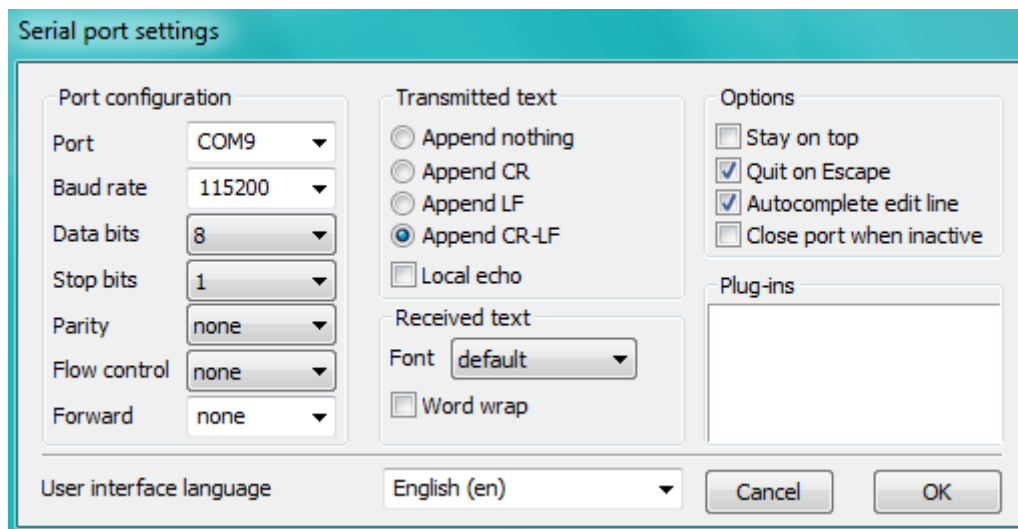 Serial port settings
Port configuration
Port COM9
Baud rate 115200
Data bits 8
Stop bits 1
Parity none
Flow control none
Forward none
Transmitted text
Append nothing
Append CR
Append LF
Append CR-LF
Local echo
Received text
Font default
Word wrap
Options
Stay on top
Quit on Escape
Autocomplete edit line
Close port when inactive
Plug-ins
User interface language English (en)
Cancel OK